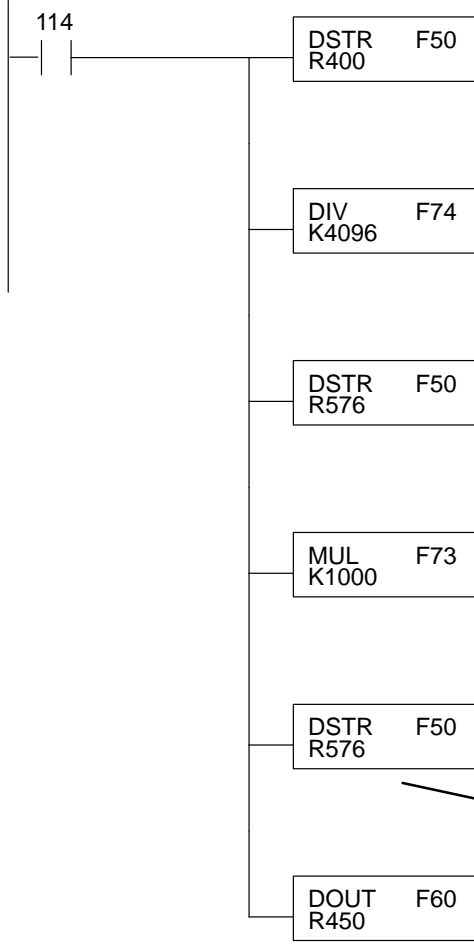 114
DSTR F50
R400
DIV F74
K4096
DSTR F50
R576
MUL F73
K1000
DSTR F50
R576
DOUT F60
R450